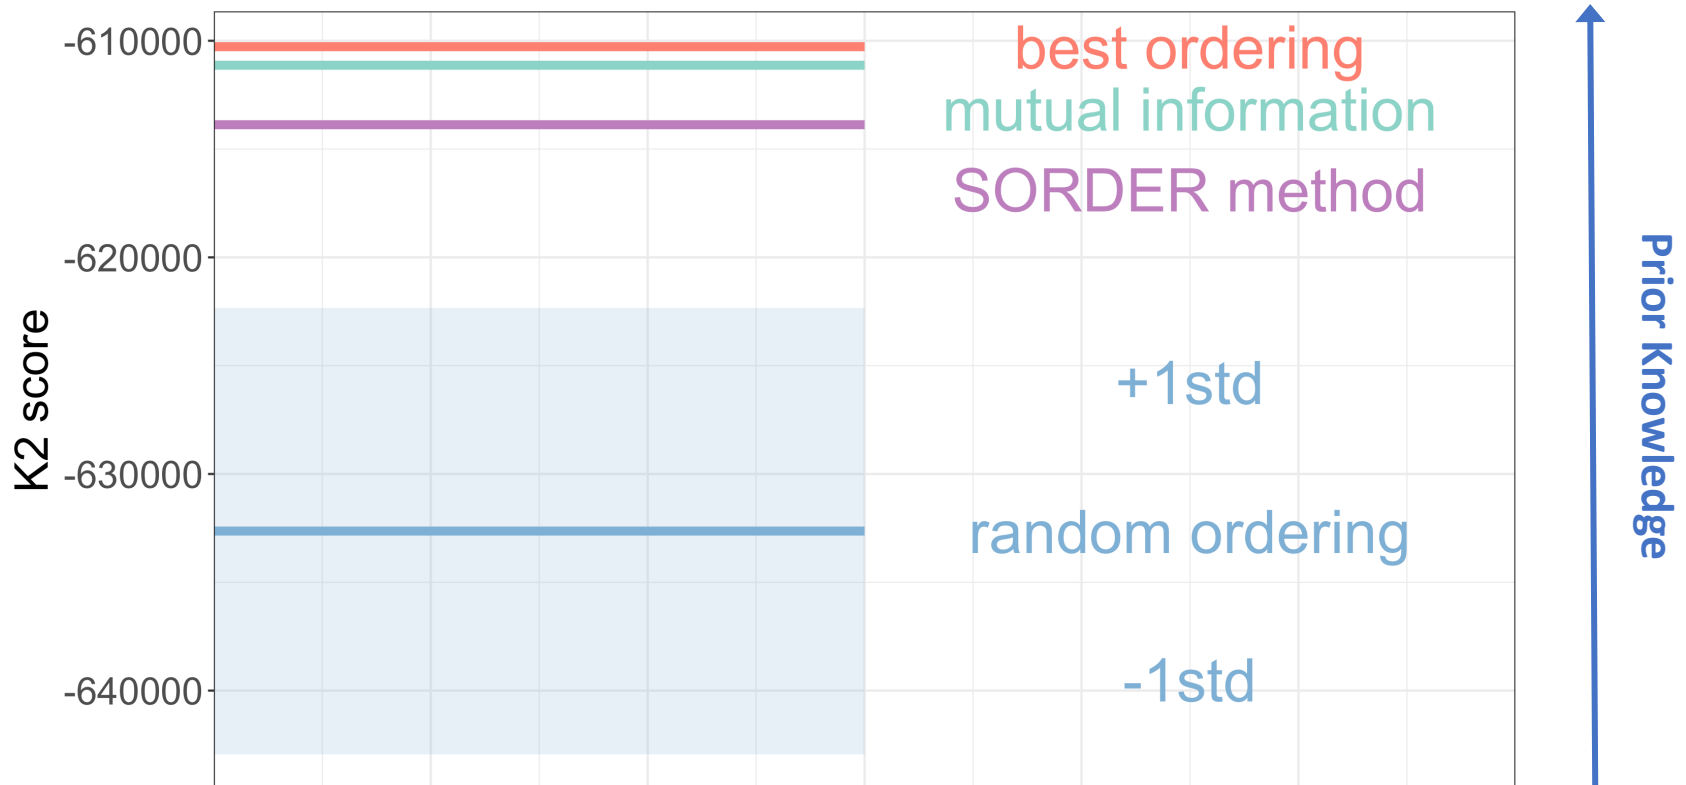 K2 score
-610000
-620000
-630000
-640000
best ordering
mutual information
SORDER method
+1std
random ordering
-1std
Prior Knowledge